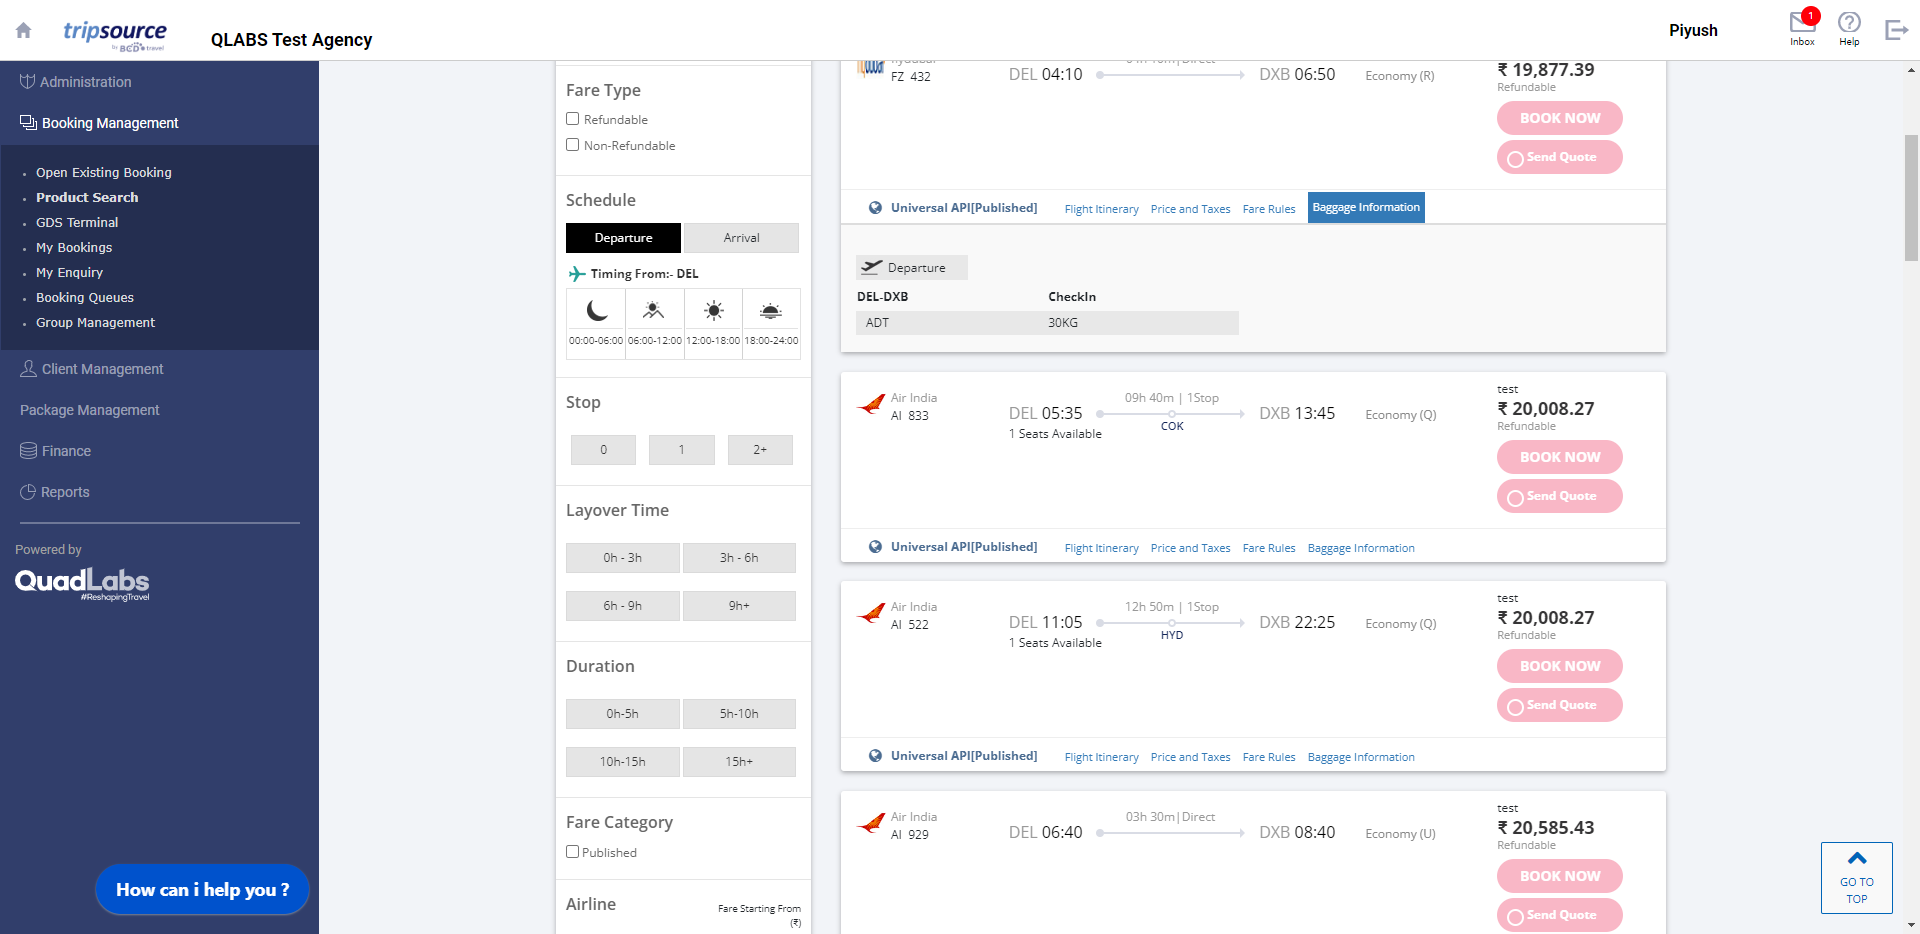 tripsource
by BCD travel
QLABS Test Agency
Piyush
1
Inbox
Help
Administration
Booking Management
Open Existing Booking
Product Search
GDS Terminal
My Bookings
My Enquiry
Booking Queues
Group Management
Client Management
Package Management
Finance
Reports
Powered by
QuadLabs
#ReshapingTravel
How can i help you ?
Fare Type
Refundable
Non-Refundable
Schedule
Departure Arrival
Timing From:- DEL
00:00-06:00 06:00-12:00 12:00-18:00 18:00-24:00
Stop
0 1 2+
Layover Time
0h - 3h 3h - 6h
6h - 9h 9h+
Duration
0h-5h 5h-10h
10h-15h 15h+
Fare Category
Published
Airline Fare Starting From
(₹)
FZ 432
DEL 04:10 DXB 06:50 Economy (R)
₹ 19,877.39
Refundable
BOOK NOW
Send Quote
Universal API[Published] Flight Itinerary Price and Taxes Fare Rules Baggage Information
Departure
DEL-DXB CheckIn
ADT 30KG
Air India
AI 833
09h 40m | 1Stop
DEL 05:35 DXB 13:45 Economy (Q)
COK
1 Seats Available
test
₹ 20,008.27
Refundable
BOOK NOW
Send Quote
Universal API[Published] Flight Itinerary Price and Taxes Fare Rules Baggage Information
Air India
AI 522
12h 50m | 1Stop
DEL 11:05 DXB 22:25 Economy (Q)
HYD
1 Seats Available
test
₹ 20,008.27
Refundable
BOOK NOW
Send Quote
Universal API[Published] Flight Itinerary Price and Taxes Fare Rules Baggage Information
Air India
AI 929
03h 30m|Direct
DEL 06:40 DXB 08:40 Economy (U)
test
₹ 20,585.43
Refundable
BOOK NOW
Send Quote
GO TO
TOP